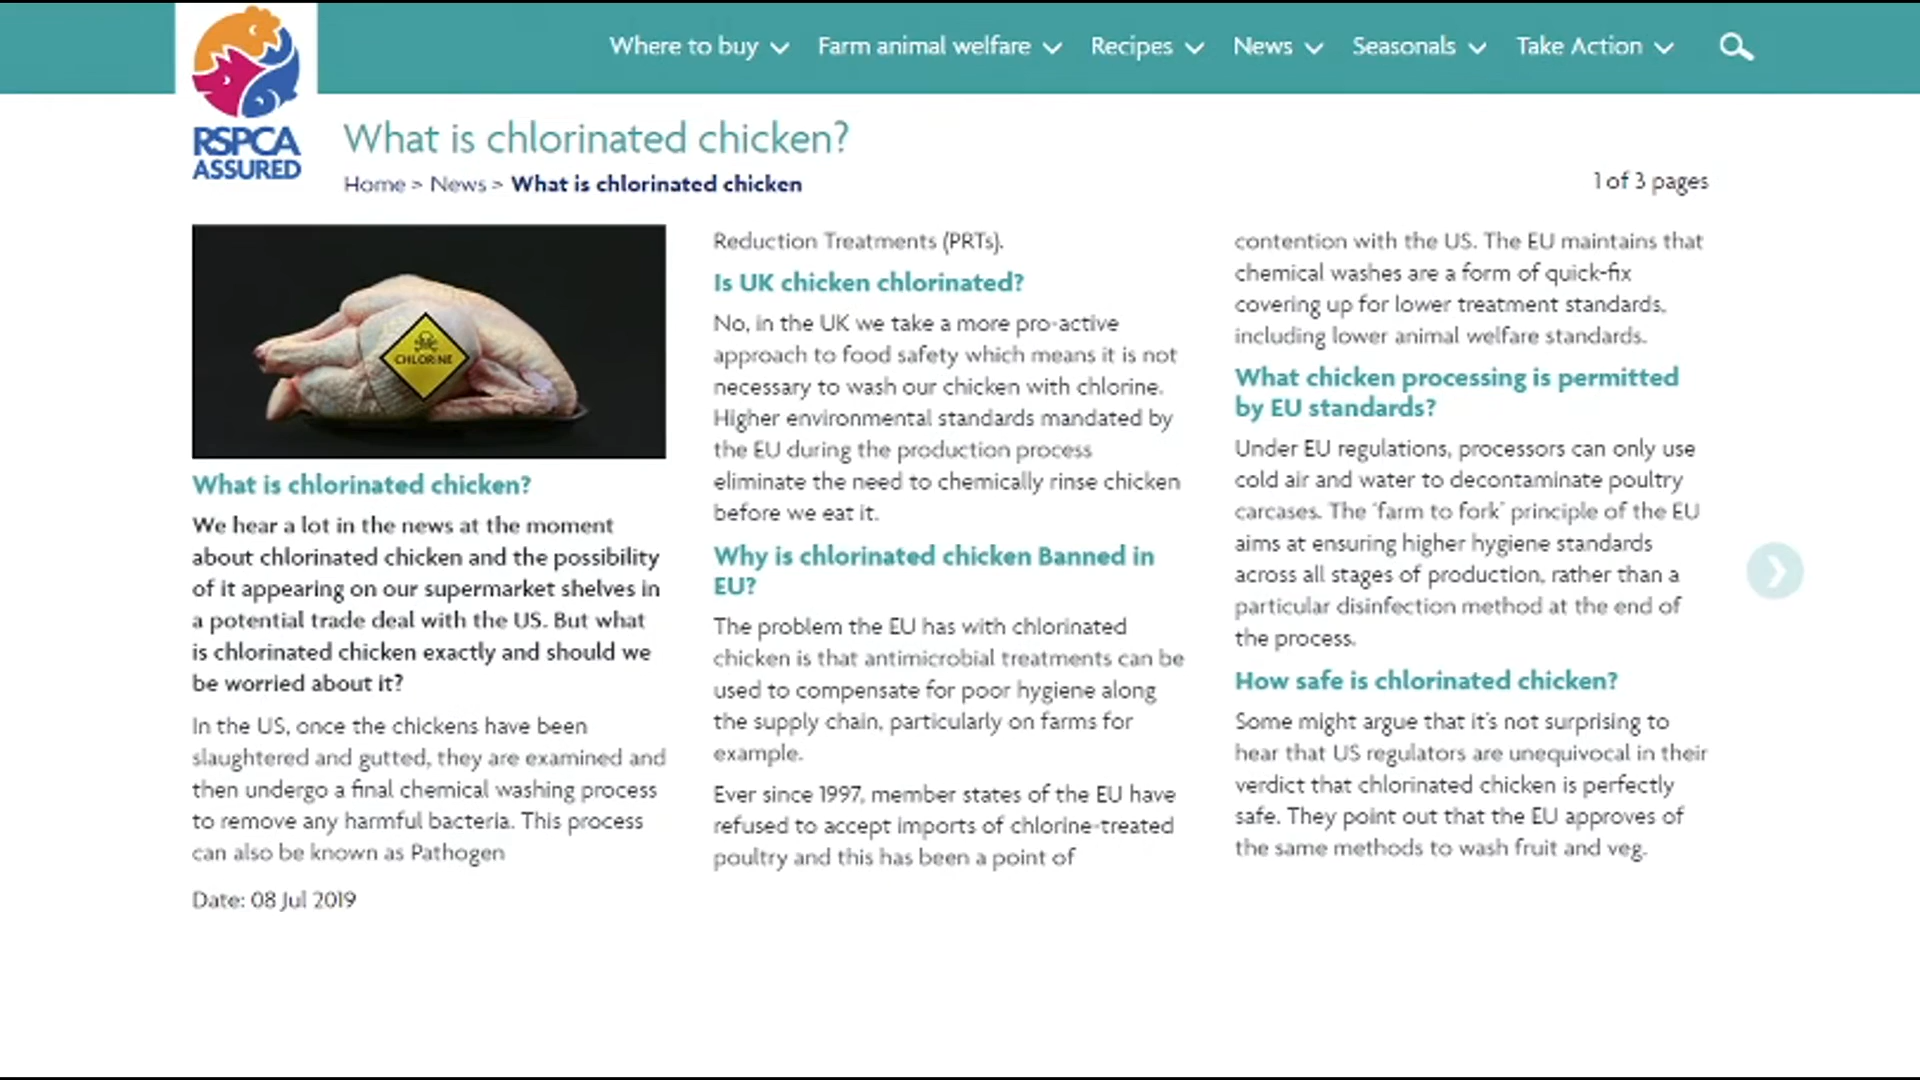 Where to buy
Farm animal welfare
Recipes
News
Seasonals
Take Action
RSPCA
ASSURED
What is chlorinated chicken?
Home > News > What is chlorinated chicken
1 of 3 pages
CHLORINE
What is chlorinated chicken?
We hear a lot in the news at the moment
about chlorinated chicken and the possibility
of it appearing on our supermarket shelves in
a potential trade deal with the US. But what
is chlorinated chicken exactly and should we
be worried about it?
In the US, once the chickens have been
slaughtered and gutted, they are examined and
then undergo a final chemical washing process
to remove any harmful bacteria. This process
can also be known as Pathogen
Date: 08 Jul 2019
Reduction Treatments (PRTs).
Is UK chicken chlorinated?
No, in the UK we take a more pro-active
approach to food safety which means it is not
necessary to wash our chicken with chlorine.
Higher environmental standards mandated by
the EU during the production process
eliminate the need to chemically rinse chicken
before we eat it.
Why is chlorinated chicken Banned in
EU?
The problem the EU has with chlorinated
chicken is that antimicrobial treatments can be
used to compensate for poor hygiene along
the supply chain, particularly on farms for
example.
Ever since 1997, member states of the EU have
refused to accept imports of chlorine-treated
poultry and this has been a point of
contention with the US. The EU maintains that
chemical washes are a form of quick-fix
covering up for lower treatment standards,
including lower animal welfare standards.
What chicken processing is permitted
by EU standards?
Under EU regulations, processors can only use
cold air and water to decontaminate poultry
carcases. The 'farm to fork' principle of the EU
aims at ensuring higher hygiene standards
across all stages of production, rather than a
particular disinfection method at the end of
the process.
How safe is chlorinated chicken?
Some might argue that it's not surprising to
hear that US regulators are unequivocal in their
verdict that chlorinated chicken is perfectly
safe. They point out that the EU approves of
the same methods to wash fruit and veg.